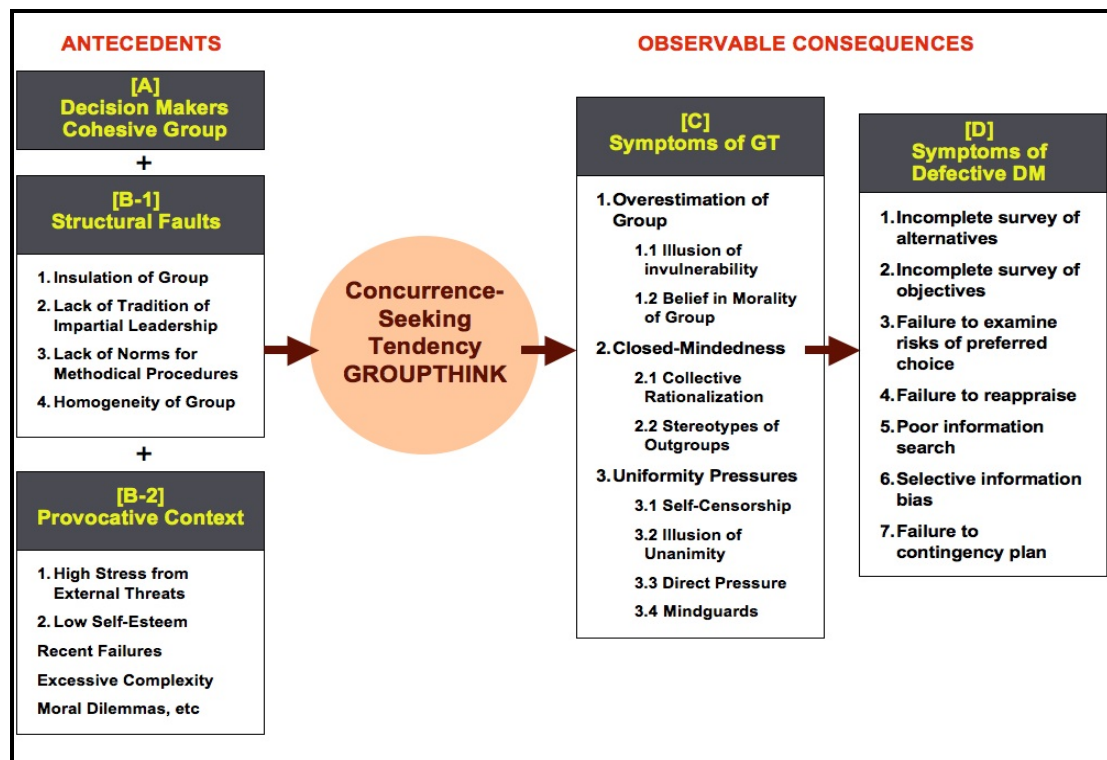 ANTECEDENTS
[A]
Decision Makers
Cohesive Group
+
[B-1]
Structural Faults
1. Insulation of Group
2. Lack of Tradition of
Impartial Leadership
3. Lack of Norms for
Methodical Procedures
4. Homogeneity of Group
+
[B-2]
Provocative Context
1. High Stress from
External Threats
2. Low Self-Esteem
Recent Failures
Excessive Complexity
Moral Dilemmas, etc
Concurrence-
Seeking
Tendency
GROUPTHINK
OBSERVABLE CONSEQUENCES
[C]
Symptoms of GT
1. Overestimation of
Group
1.1 Illusion of
invulnerability
1.2 Belief in Morality
of Group
2. Closed-Mindedness
2.1 Collective
Rationalization
2.2 Stereotypes of
Outgroups
3. Uniformity Pressures
3.1 Self-Censorship
3.2 Illusion of
Unanimity
3.3 Direct Pressure
3.4 Mindguards
[D]
Symptoms of
Defective DM
1. Incomplete survey of
alternatives
2. Incomplete survey of
objectives
3. Failure to examine
risks of preferred
choice
4. Failure to reappraise
5. Poor information
search
6. Selective information
bias
7. Failure to
contingency plan